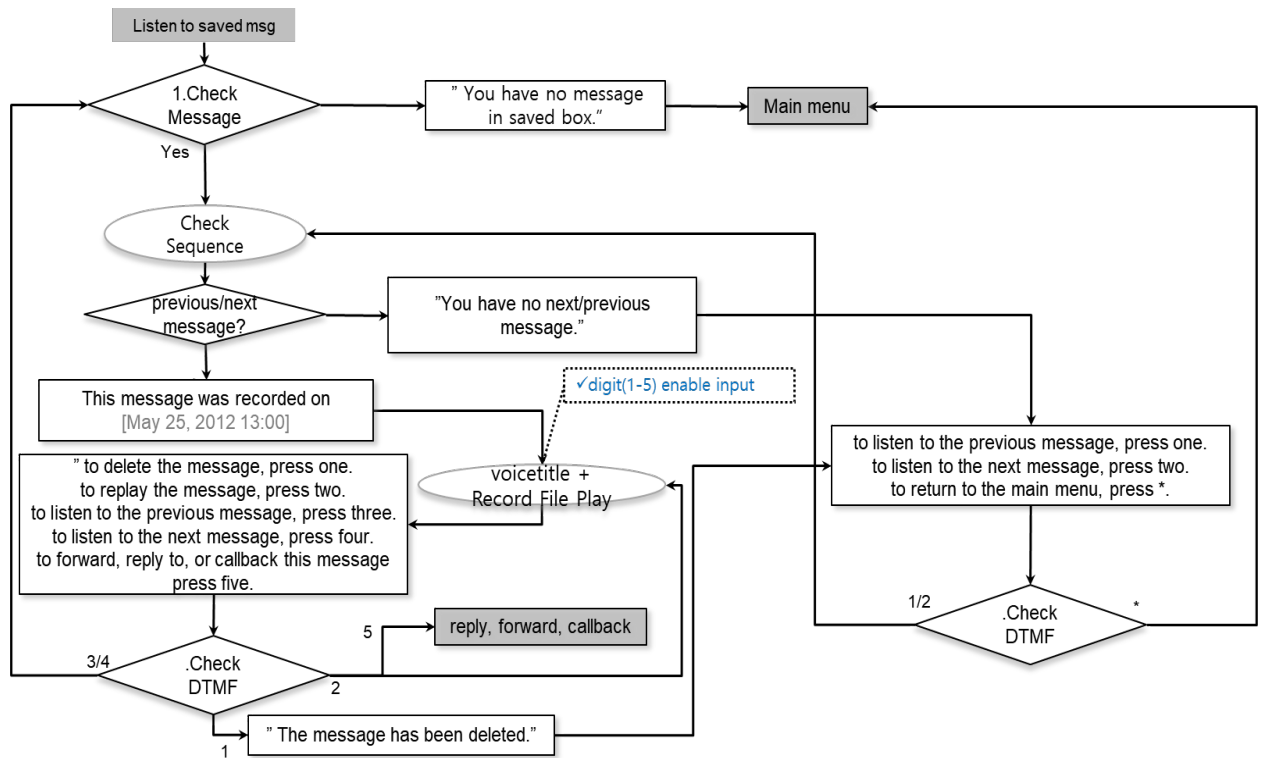 Listen to saved msg
1.Check
Message
” You have no message
in saved box.”
Main menu
Yes
Check
Sequence
previous/next
message?
”You have no next/previous
message.”
✓digit(1-5) enable input
This message was recorded on
[May 25, 2012 13:00]
voicetitle +
Record File Play
” to delete the message, press one.
to replay the message, press two.
to listen to the previous message, press three.
to listen to the next message, press four.
to forward, reply to, or callback this message
press five.
to listen to the previous message, press one.
to listen to the next message, press two.
to return to the main menu, press *.
1/2
.Check
DTMF
*
5
reply, forward, callback
3/4
.Check
DTMF
2
1
” The message has been deleted.”